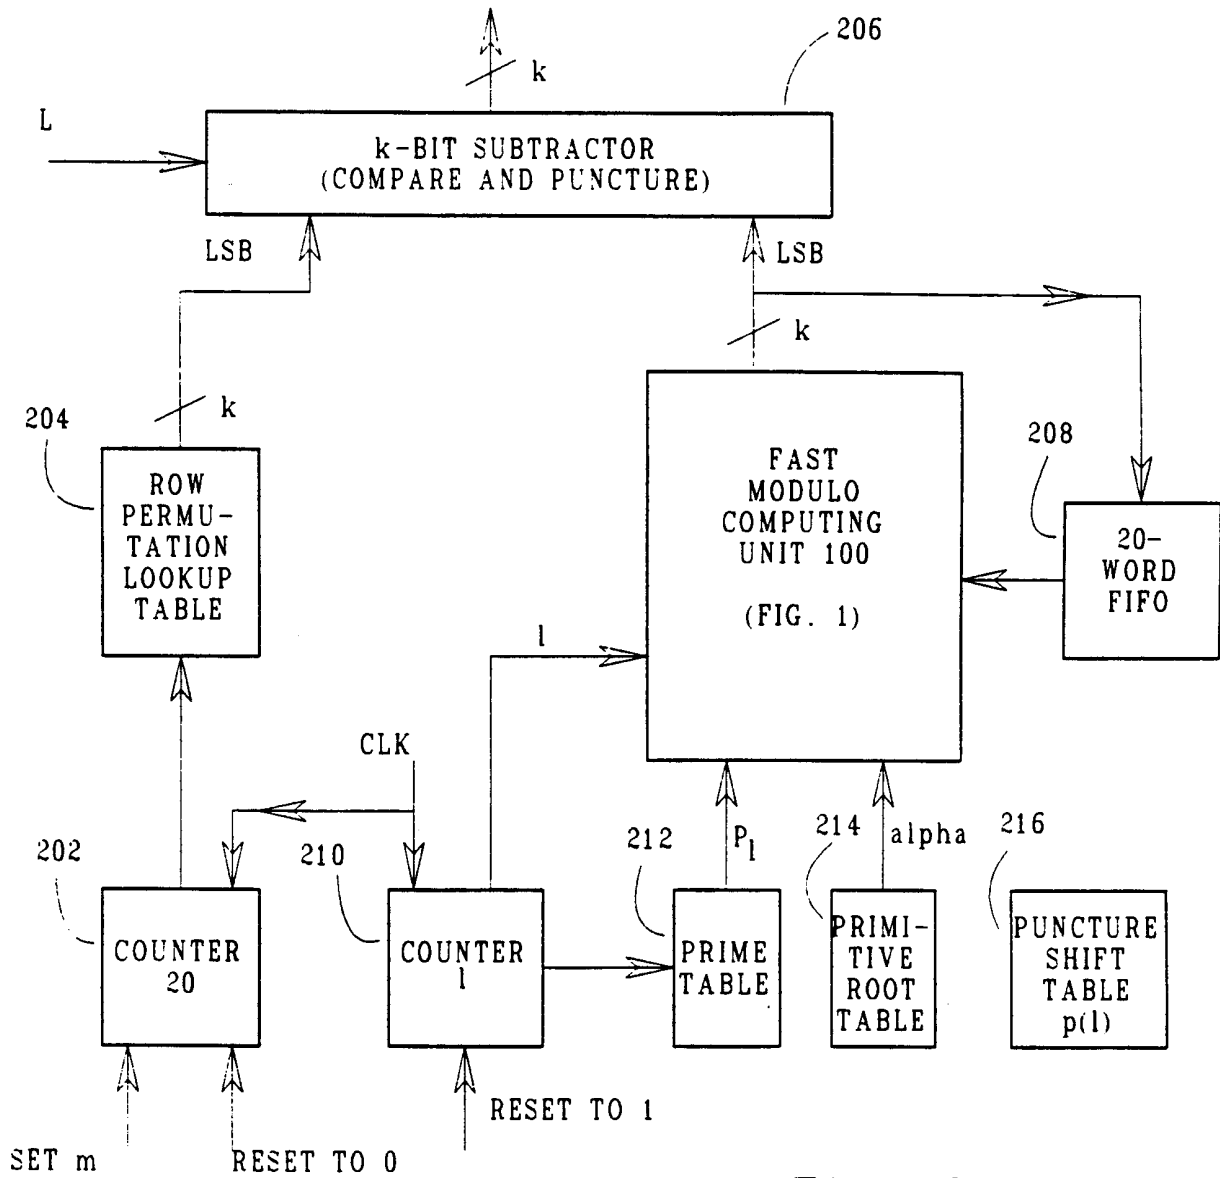 206
k
L
k-BIT SUBTRACTOR
(COMPARE AND PUNCTURE)
LSB
LSB
k
k
204
208
ROW
PERMU-
TATION
LOOKUP
TABLE
FAST
MODULO
COMPUTING
UNIT 100
(FIG. 1)
20-
WORD
FIFO
l
CLK
202
210
212
P_l
214
alpha
216
COUNTER
20
COUNTER
l
PRIME
TABLE
PRIMI-
TIVE
ROOT
TABLE
PUNCTURE
SHIFT
TABLE
p(l)
RESET TO 1
SET m
RESET TO 0